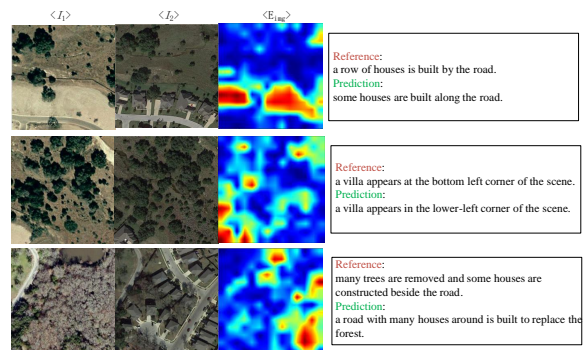 <I₁> <I₂> <E_img>
Reference:
a row of houses is built by the road.
Prediction:
some houses are built along the road.
Reference:
a villa appears at the bottom left corner of the scene.
Prediction:
a villa appears in the lower-left corner of the scene.
Reference:
many trees are removed and some houses are
constructed beside the road.
Prediction:
a road with many houses around is built to replace the
forest.